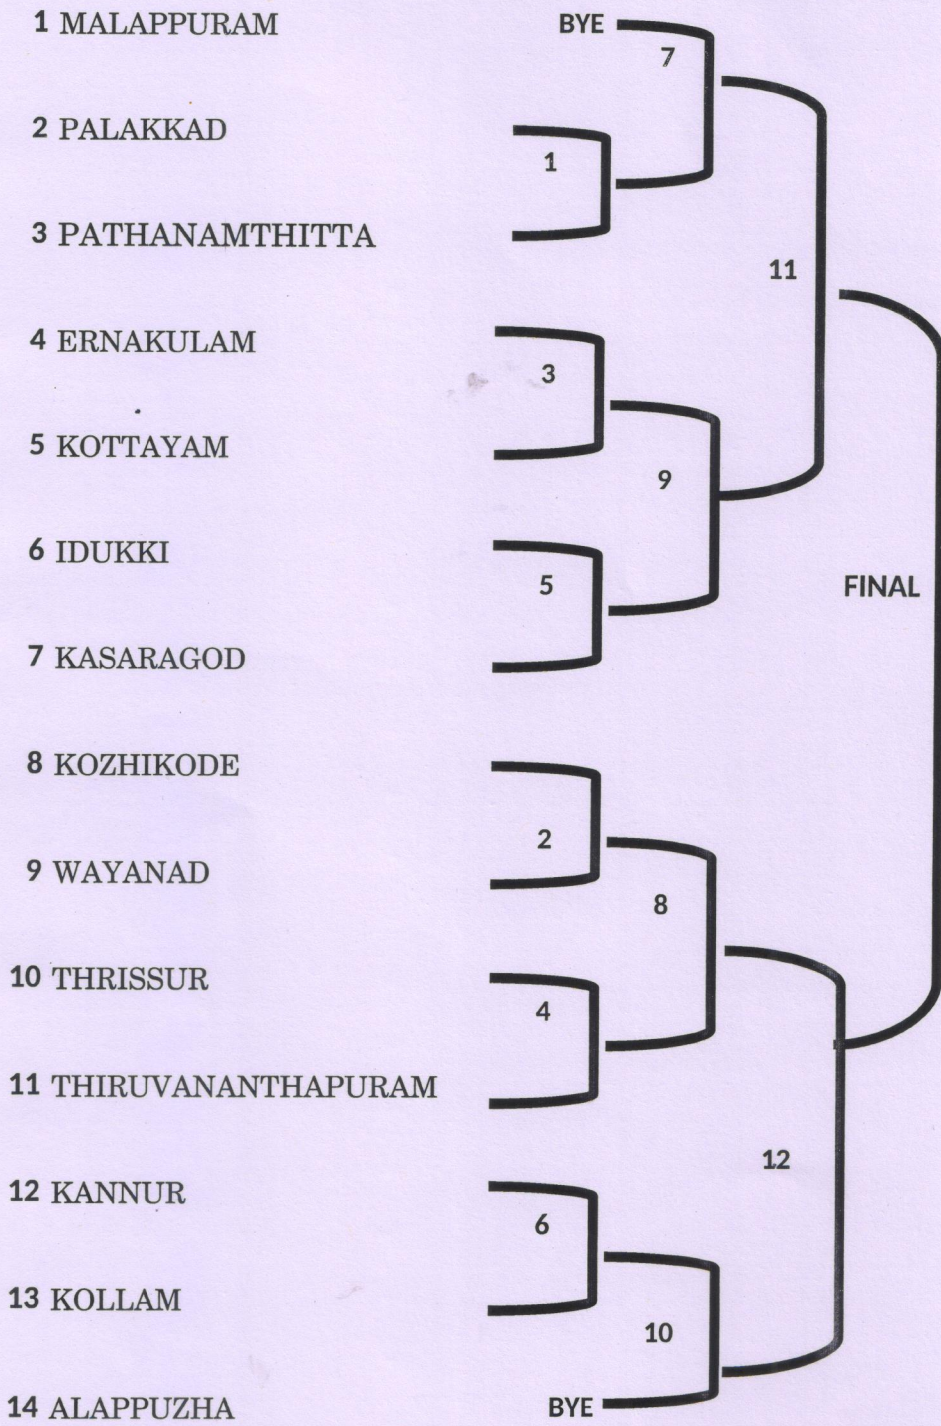 1 MALAPPURAM BYE
7
2 PALAKKAD
1
3 PATHANAMTHITTA
11
4 ERNAKULAM
3
5 KOTTAYAM
9
6 IDUKKI
5
FINAL
7 KASARAGOD
8 KOZHIKODE
2
9 WAYANAD
8
10 THRISSUR
4
11 THIRUVANANTHAPURAM
12
12 KANNUR
6
13 KOLLAM
10
14 ALAPPUZHA BYE